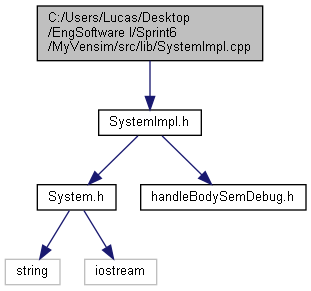 C:/Users/Lucas/Desktop
/EngSoftware I/Sprint6
/MyVensim/src/lib/SystemImpl.cpp
SystemImpl.h
System.h
handleBodySemDebug.h
string
iostream